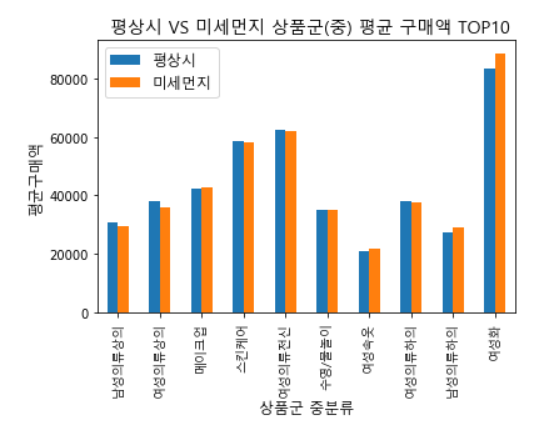 평상시 VS 미세먼지 상품군(중) 평균 구매액 TOP10
평상시
미세먼지
평균구매액
80000
60000
40000
20000
0
남성의류상의
여성의류상의
메이크업
스킨케어
여성의류전신
수영/물놀이
여성속옷
여성의류하의
남성의류하의
여성화
상품군 중분류